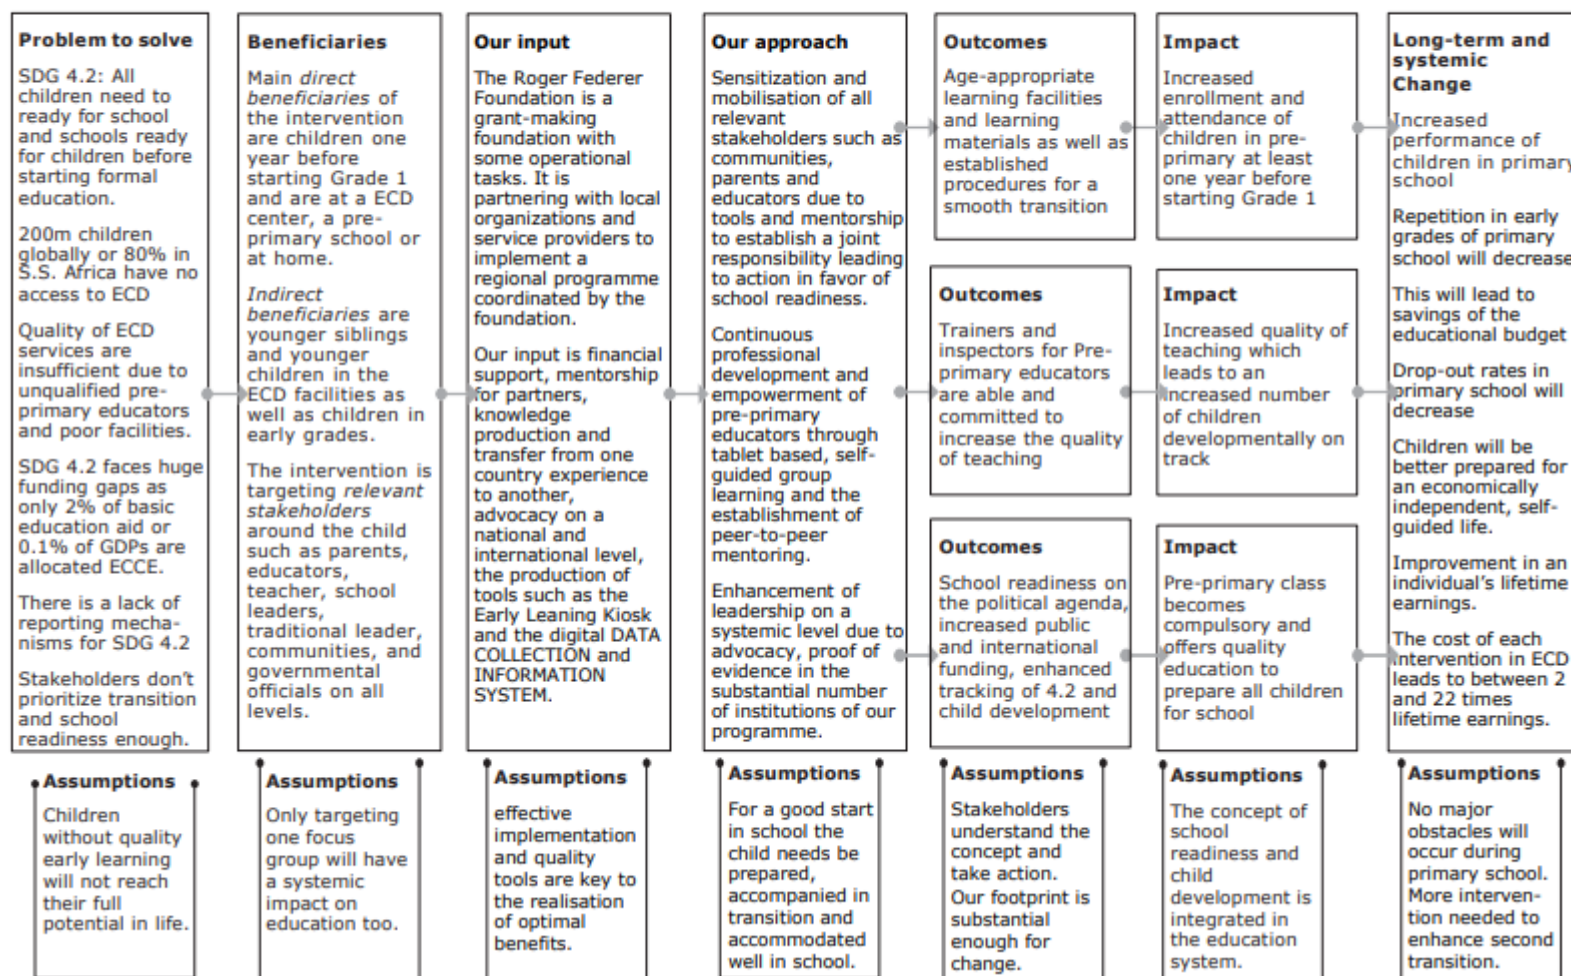 Problem to solve
SDG 4.2: All
children need to
ready for school
and schools ready
for children before
starting formal
education.
200m children
globally or 80% in
S.S. Africa have no
access to ECD
Quality of ECD
services are
insufficient due to
unqualified pre-
primary educators
and poor facilities.
SDG 4.2 faces huge
funding gaps as
only 2% of basic
education aid or
0.1% of GDPs are
allocated ECCE.
There is a lack of
reporting mecha-
nisms for SDG 4.2
Stakeholders don't
prioritize transition
and school
readiness enough.
Beneficiaries
Main direct
beneficiaries of
the intervention
are children one
year before
starting Grade 1
and are at a ECD
center, a pre-
primary school or
at home.
Indirect
beneficiaries are
younger siblings
and younger
children in the
ECD facilities as
well as children in
early grades.
The intervention is
targeting relevant
stakeholders
around the child
such as parents,
educators,
teacher, school
leaders,
traditional leader,
communities, and
governmental
officials on all
levels.
Our input
The Roger Federer
Foundation is a
grant-making
foundation with
some operational
tasks. It is
partnering with local
organizations and
service providers to
implement a
regional programme
coordinated by the
foundation.
Our input is financial
support, mentorship
for partners,
knowledge
production and
transfer from one
country experience
to another,
advocacy on a
national and
international level,
the production of
tools such as the
Early Leaning Kiosk
and the digital DATA
COLLECTION and
INFORMATION
SYSTEM.
Our approach
Sensitization and
mobilisation of all
relevant
stakeholders such as
communities,
parents and
educators due to
tools and mentorship
to establish a joint
responsibility leading
to action in favor of
school readiness.
Continuous
professional
development and
empowerment of
pre-primary
educators through
tablet based, self-
guided group
learning and the
establishment of
peer-to-peer
mentoring.
Enhancement of
leadership on a
systemic level due to
advocacy, proof of
evidence in the
substantial number
of institutions of our
programme.
Outcomes
Age-appropriate
learning facilities
and learning
materials as well as
established
procedures for a
smooth transition
Impact
Increased
enrollment and
attendance of
children in pre-
primary at least
one year before
starting Grade 1
Outcomes
Trainers and
inspectors for Pre-
primary educators
are able and
committed to
increase the quality
of teaching
Impact
Increased quality of
teaching which
leads to an
increased number
of children
developmentally on
track
Outcomes
School readiness on
the political agenda,
increased public
and international
funding, enhanced
tracking of 4.2 and
child development
Impact
Pre-primary class
becomes
compulsory and
offers quality
education to
prepare all children
for school
Long-term and
systemic
Change
Increased
performance of
children in primary
school
Repetition in early
grades of primary
school will decrease
This will lead to
savings of the
educational budget
Drop-out rates in
primary school will
decrease
Children will be
better prepared for
an economically
independent, self-
guided life.
Improvement in an
individual's lifetime
earnings.
The cost of each
intervention in ECD
leads to between 2
and 22 times
lifetime earnings.
Assumptions
Children
without quality
early learning
will not reach
their full
potential in life.
Assumptions
Only targeting
one focus
group will have
a systemic
impact on
education too.
Assumptions
effective
implementation
and quality
tools are key to
the realisation
of optimal
benefits.
Assumptions
For a good start
in school the
child needs be
prepared,
accompanied in
transition and
accommodated
well in school.
Assumptions
Stakeholders
understand the
concept and
take action.
Our footprint is
substantial
enough for
change.
Assumptions
The concept of
school
readiness and
child
development is
integrated in
the education
system.
Assumptions
No major
obstacles will
occur during
primary school.
More interven-
tion needed to
enhance second
transition.